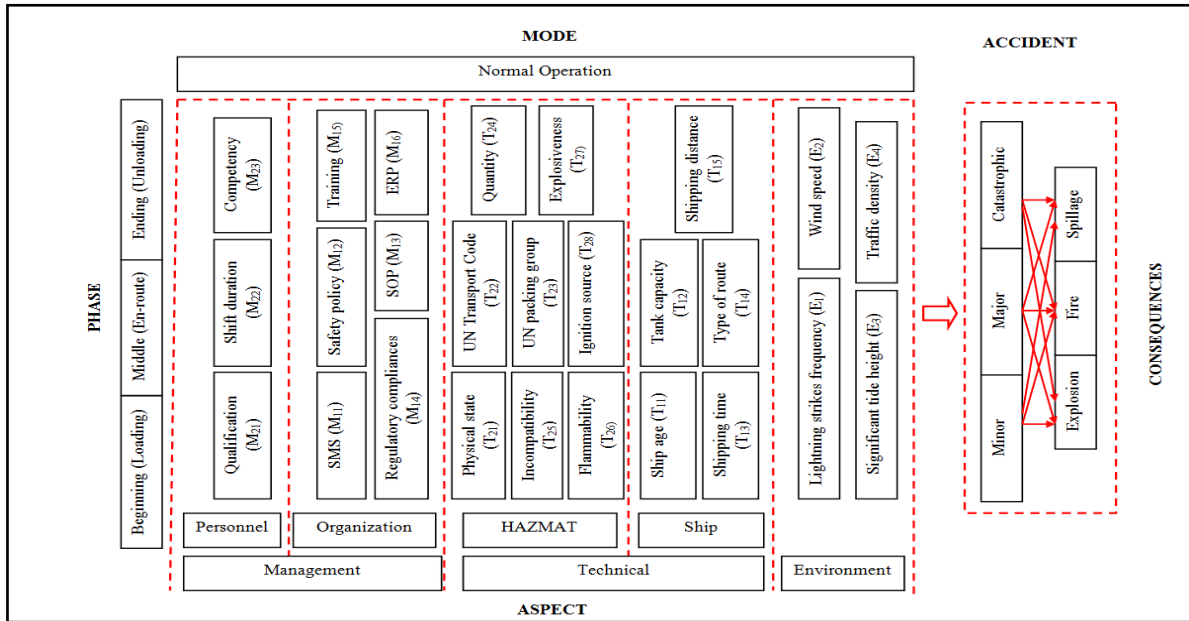 MODE
ACCIDENT
Normal Operation
PHASE
Ending (Unloading)
Middle (En-route)
Beginning (Loading)
Competency
(M23)
Shift duration
(M22)
Qualification
(M21)
Training (M15)
ERP (M16)
Safety policy (M12)
SOP (M13)
SMS (M11)
Regulatory compliances
(M14)
Quantity
(T24)
Explosiveness
(T27)
UN Transport Code
(T22)
UN packing group
(T23)
Ignition source (T28)
Physical state
(T21)
Incompatibility
(T25)
Flammability
(T26)
Shipping distance
(T15)
Tank capacity
(T12)
Type of route
(T14)
Ship age (T11)
Shipping time
(T13)
Wind speed (E2)
Traffic density (E4)
Lightning strikes frequency (E1)
Significant tide height (E3)
Catastrophic
Major
Minor
Spillage
Fire
Explosion
CONSEQUENCES
Personnel
Organization
HAZMAT
Ship
Management
Technical
Environment
ASPECT